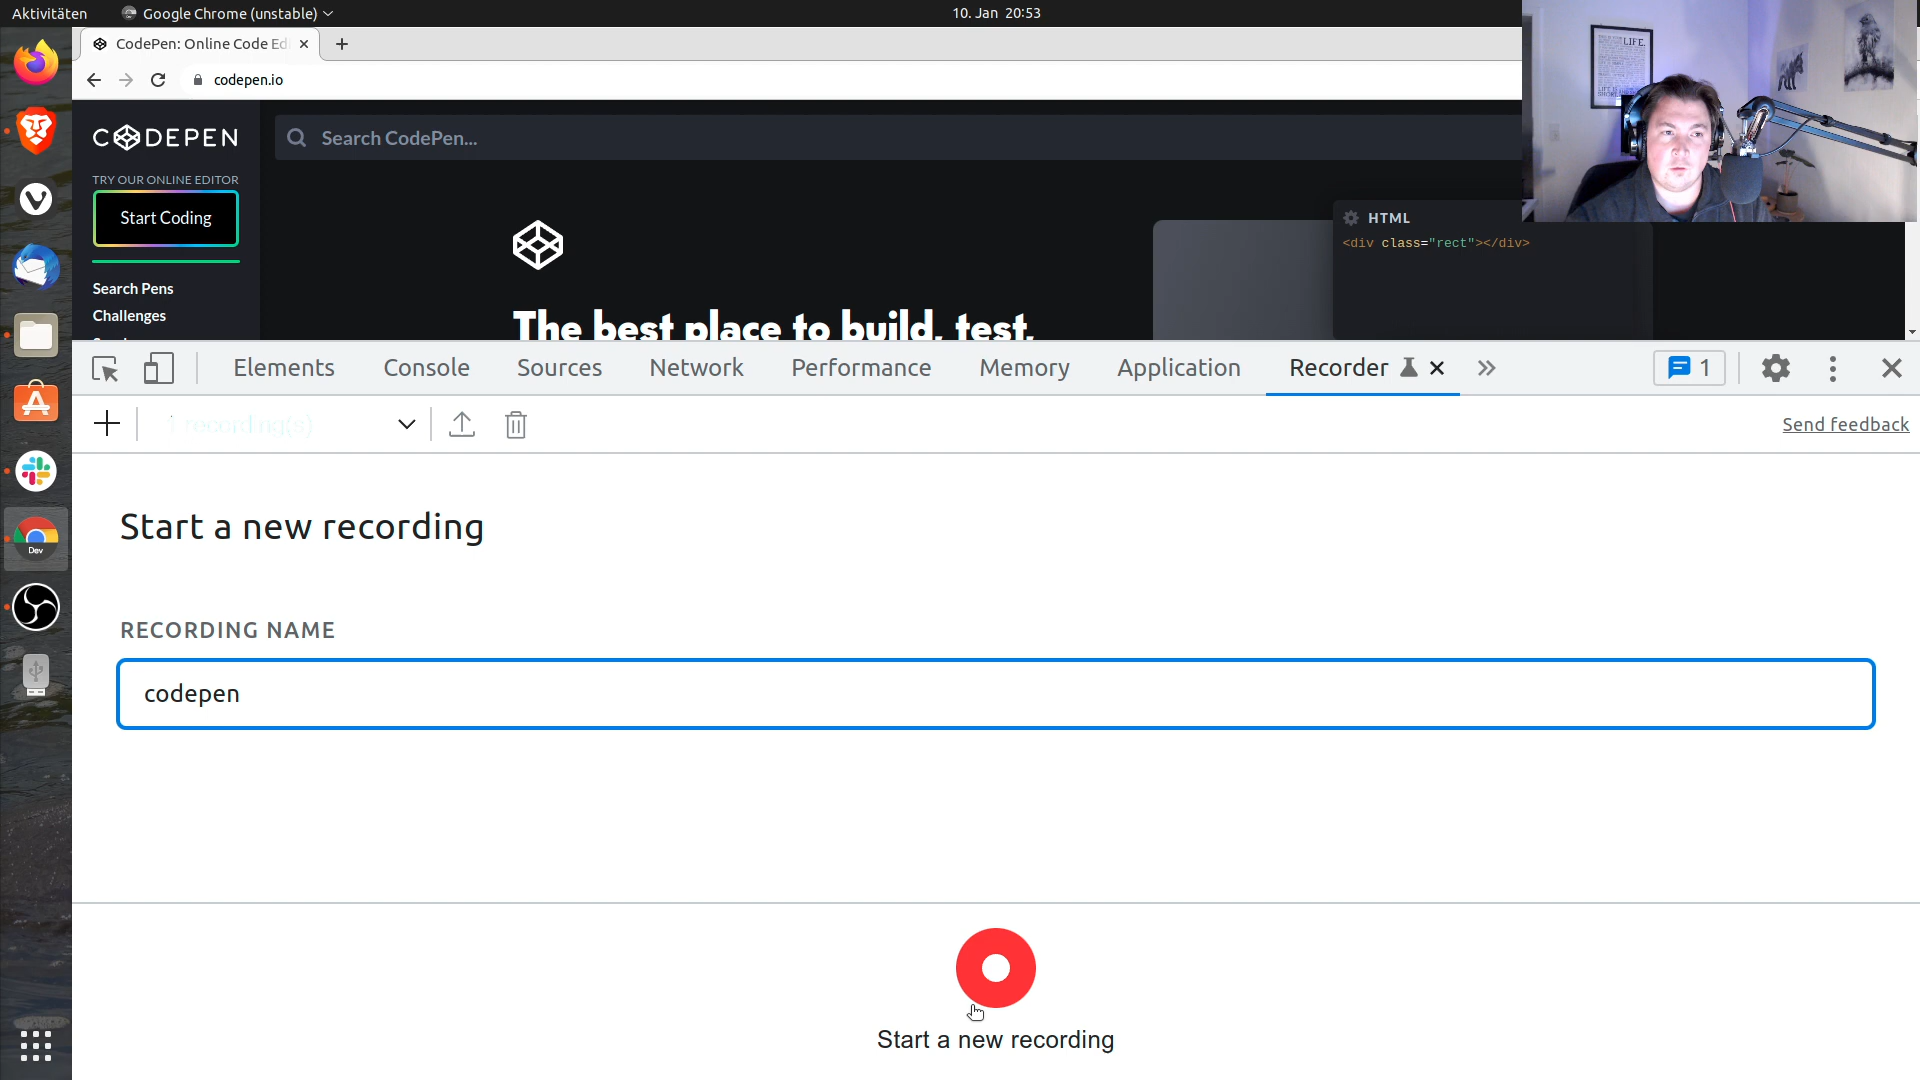 Aktivitäten
Google Chrome (unstable)
10. Jan 20:53
CodePen: Online Code Edi
codepen.io
LIFE.
CODEPEN
Search CodePen...
TRY OUR ONLINE EDITOR
Start Coding
HTML
<div class="rect"></div>
Search Pens
Challenges
The best place to build, test,
Elements
Console
Sources
Network
Performance
Memory
Application
Recorder
1
1 recording(s)
Send feedback
Start a new recording
RECORDING NAME
codepen
Dev
Start a new recording